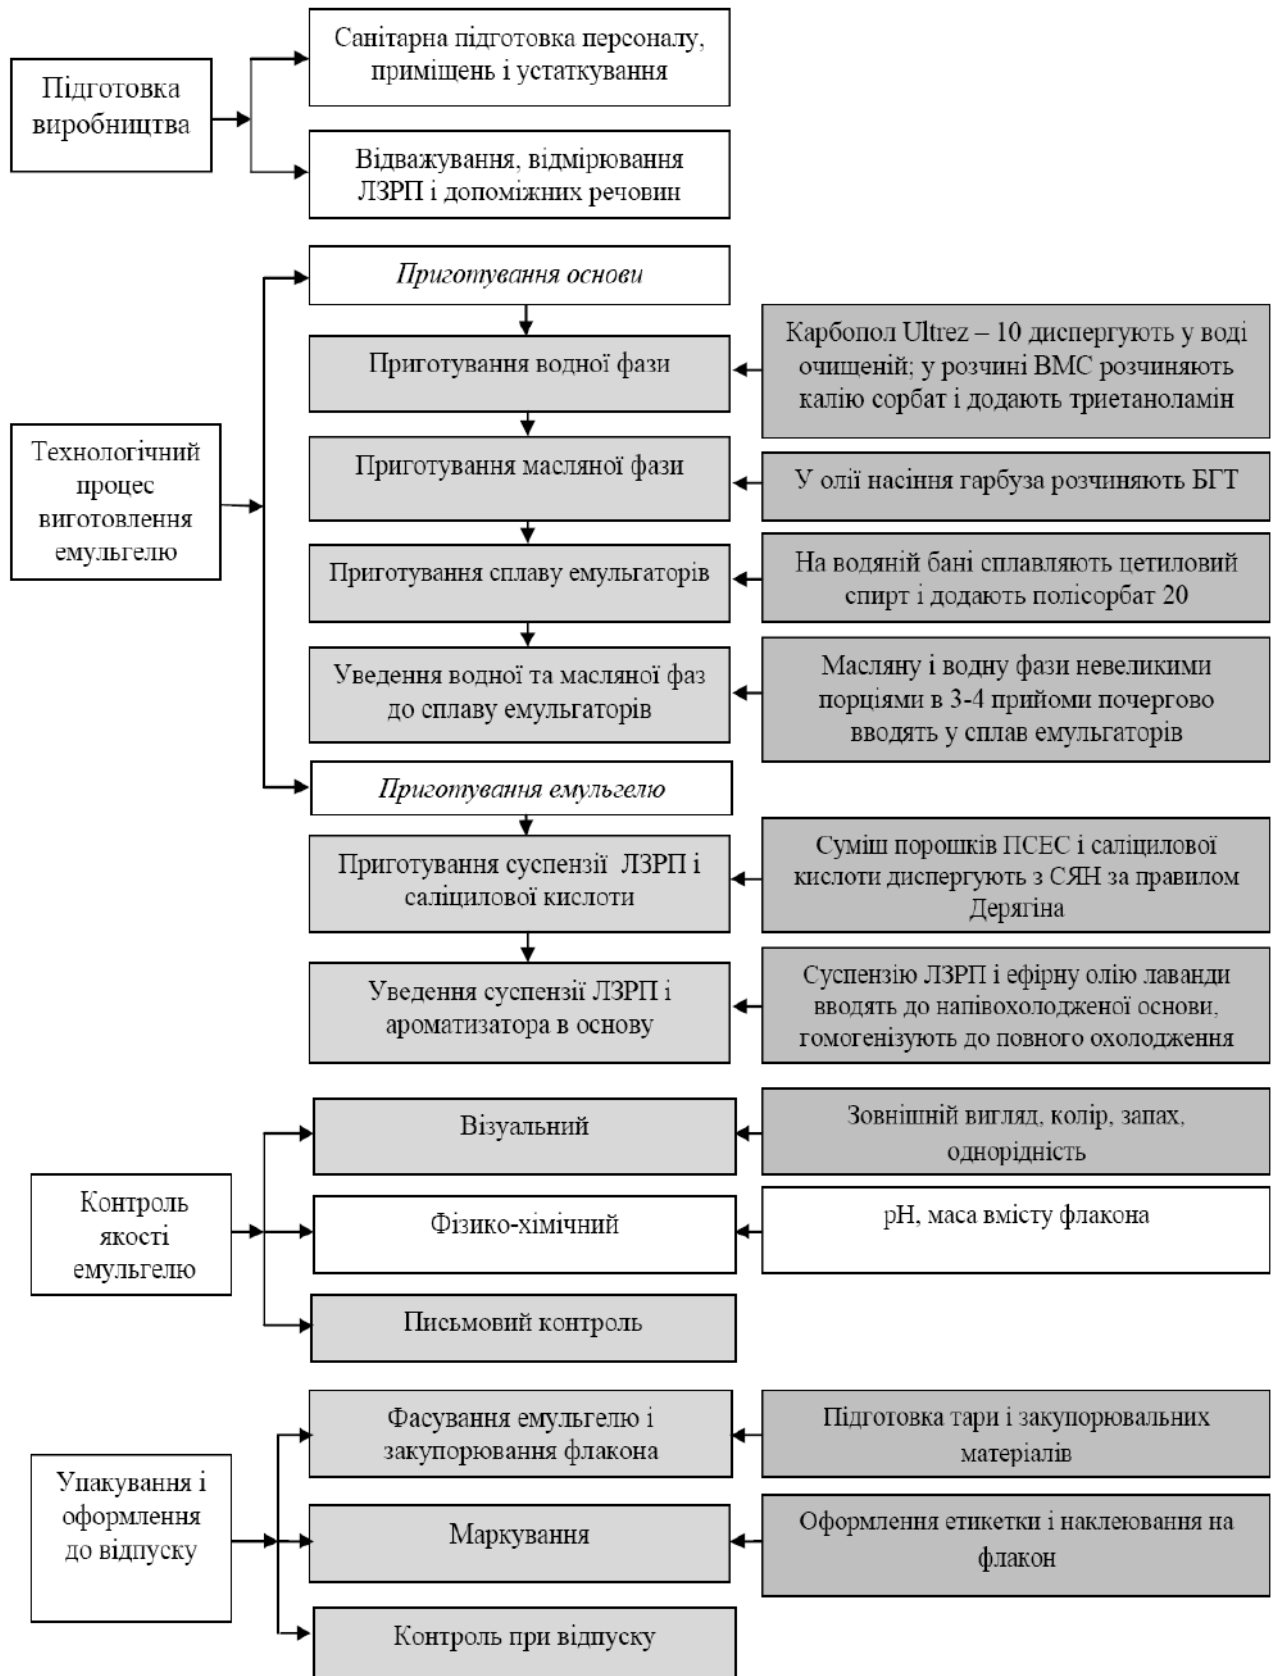 Санітарна підготовка персоналу,
приміщень і устаткування
Підготовка
виробництва
Відважування, відмірювання
ЛЗРП і допоміжних речовин
Приготування основи
Карбопол Ultrez – 10 диспергують у воді
очищеній; у розчині ВМС розчиняють
калію сорбат і додають триетаноламін
Приготування водної фази
Технологічний
процес
виготовлення
емульгелю
Приготування масляної фази
У олії насіння гарбуза розчиняють БГТ
Приготування сплаву емульгаторів
На водяній бані сплавляють цетиловий
спирт і додають полісорбат 20
Уведення водної та масляної фаз
до сплаву емульгаторів
Масляну і водну фази невеликими
порціями в 3-4 прийоми почергово
вводять у сплав емульгаторів
Приготування емульгелю
Приготування суспензії ЛЗРП і
саліцилової кислоти
Суміш порошків ПСЕС і саліцилової
кислоти диспергують з СЯН за правилом
Дерягіна
Уведення суспензії ЛЗРП і
ароматизатора в основу
Суспензію ЛЗРП і ефірну олію лаванди
вводять до напівохолодженої основи,
гомогенізують до повного охолодження
Візуальний
Зовнішній вигляд, колір, запах,
однорідність
Контроль
якості
емульгелю
Фізико-хімічний
рН, маса вмісту флакона
Письмовий контроль
Фасування емульгелю і
закупорювання флакона
Підготовка тари і закупорювальних
матеріалів
Упакування і
оформлення
до відпуску
Маркування
Оформлення етикетки і наклеювання на
флакон
Контроль при відпуску